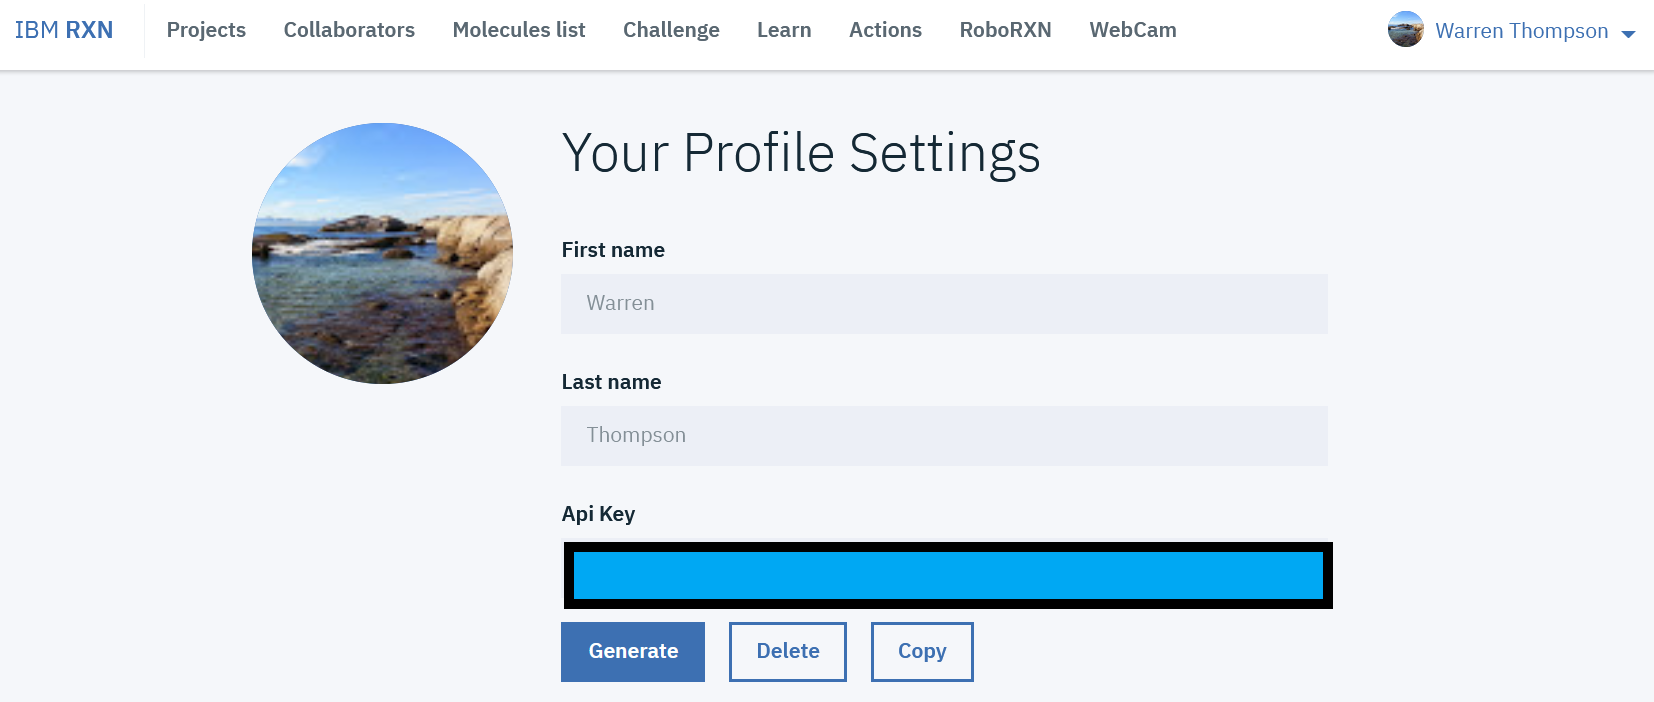 IBM RXN Projects Collaborators Molecules list Challenge Learn Actions RoboRXN WebCam Warren Thompson
Your Profile Settings
First name
Warren
Last name
Thompson
Api Key
Generate Delete Copy